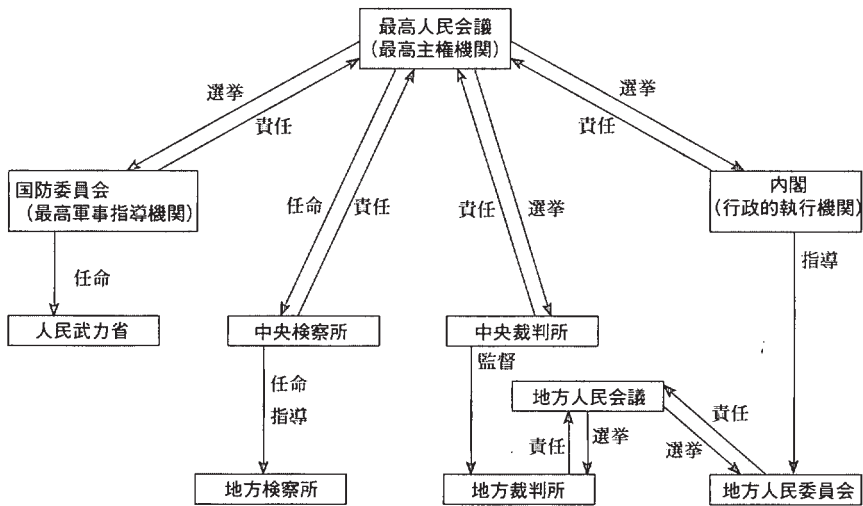 最高人民会議
（最高主権機関）
選挙
責任
選挙
責任
国防委員会
（最高軍事指導機関）
任命
責任
責任
選挙
内閣
（行政的執行機関）
任命
指導
人民武力省
中央検察所
中央裁判所
監督
任命
指導
地方人民会議
責任
選挙
責任
選挙
地方検察所
地方裁判所
地方人民委員会